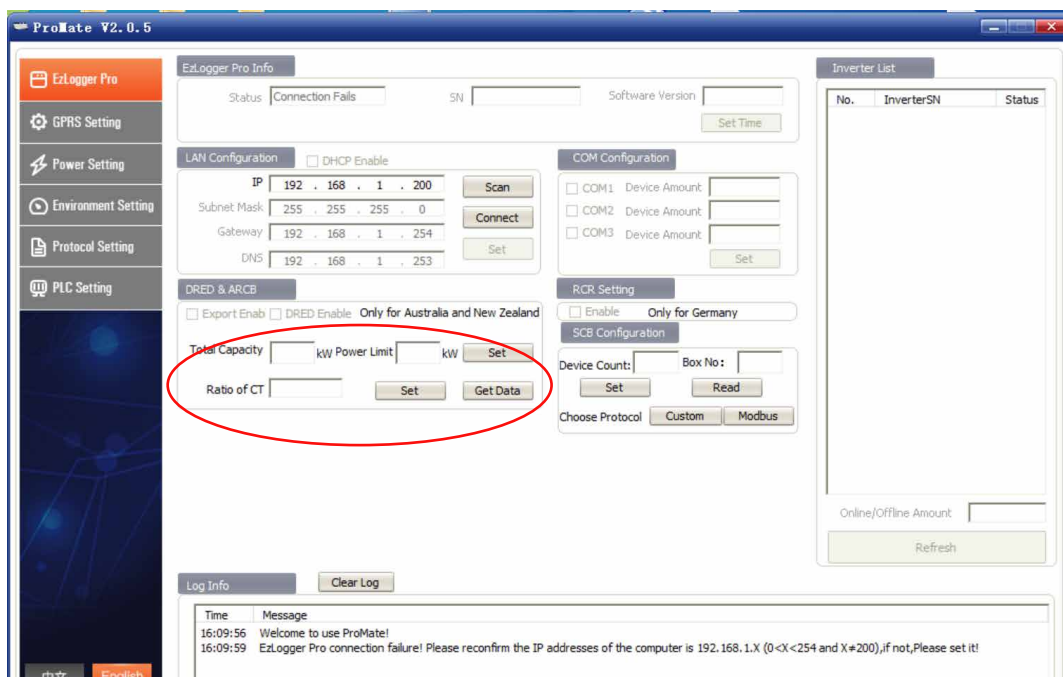 ProMate V2.0.5
EzLogger Pro
GPRS Setting
Power Setting
Environment Setting
Protocol Setting
PLC Setting
中文 English
EzLogger Pro Info
Status Connection Fails SN Software Version
Set Time
LAN Configuration DHCP Enable
IP 192 . 168 . 1 . 200 Scan
Subnet Mask 255 . 255 . 255 . 0 Connect
Gateway 192 . 168 . 1 . 254
DNS 192 . 168 . 1 . 253 Set
COM Configuration
COM1 Device Amount
COM2 Device Amount
COM3 Device Amount
Set
DRED & ARCB
Export Enab DRED Enable Only for Australia and New Zealand
Total Capacity kW Power Limit kW Set
Ratio of CT Set Get Data
RCR Setting
Enable Only for Germany
SCB Configuration
Device Count: Box No:
Set Read
Choose Protocol Custom Modbus
Inverter List
No. InverterSN Status
Online/Offline Amount
Refresh
Log Info Clear Log
Time Message
16:09:56 Welcome to use ProMate!
16:09:59 EzLogger Pro connection failure! Please reconfirm the IP addresses of the computer is 192.168.1.X (0<X<254 and X≠200),if not,Please set it!